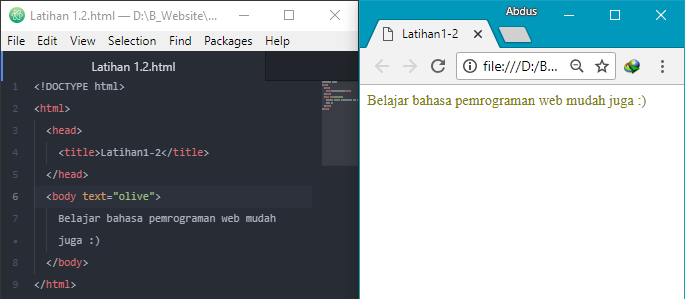 Latihan 1.2.html — D:\B_Website\...
File Edit View Selection Find Packages Help
Latihan 1.2.html
1 <!DOCTYPE html>
2 <html>
3 <head>
4 <title>Latihan1-2</title>
5 </head>
6 <body text="olive">
7 Belajar bahasa pemrograman web mudah
• juga :)
8 </body>
9 </html>
Abdus
Latihan1-2
file:///D:/B...
Belajar bahasa pemrograman web mudah juga :)